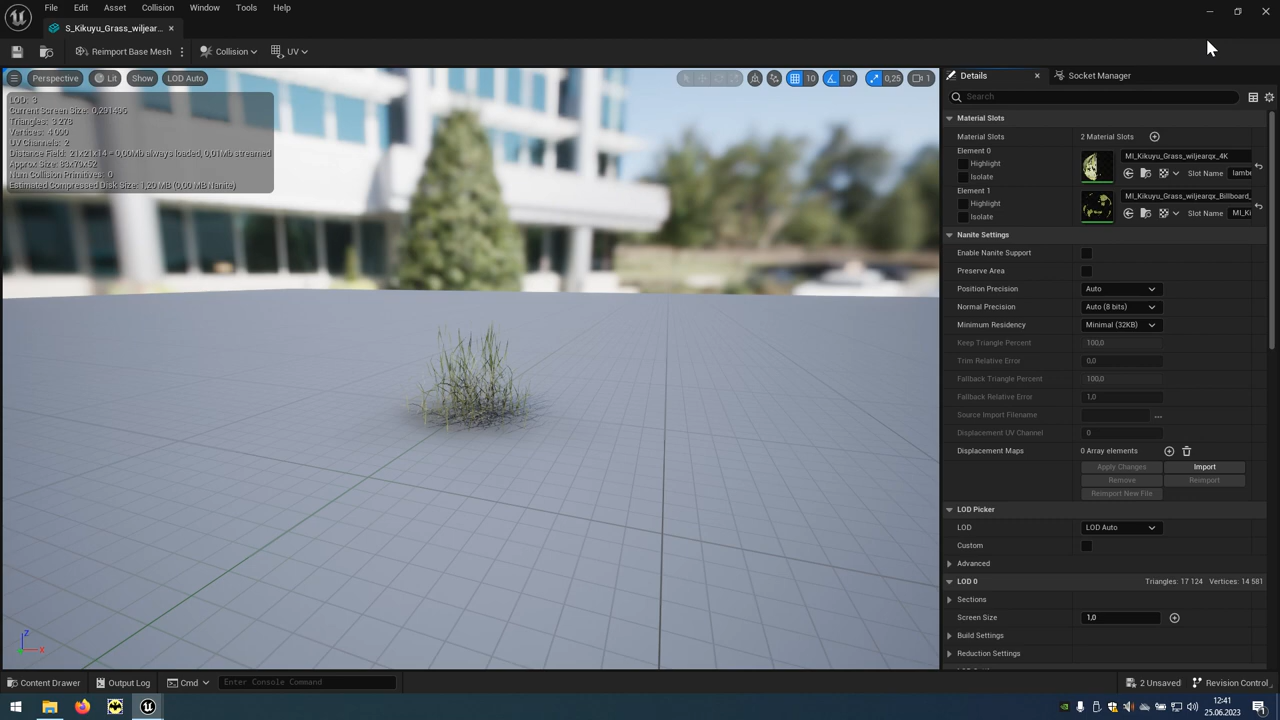 File Edit Asset Collision Window Tools Help
S_Kikuyu_Grass_wiljear...
Reimport Base Mesh Collision UV
Perspective Lit Show LOD Auto 10 10° 0,25 1
LOD: 3
Current Screen Size: 0,201495
Triangles: 3 278
Vertices: 4 000
UV Channels: 2
Approx Size: 83x70x52
Num Collision Primitives: 0
Estimated Compressed Disk Size: 1,20 MB (0,00 MB Nanite)
Z
X
Details Socket Manager
Search
Material Slots
Material Slots 2 Material Slots
Element 0
Highlight
Isolate
MI_Kikuyu_Grass_wiljearqx_4K
Slot Name lambe
Element 1
Highlight
Isolate
MI_Kikuyu_Grass_wiljearqx_Billboard_
Slot Name MI_Ki
Nanite Settings
Enable Nanite Support
Preserve Area
Position Precision Auto
Normal Precision Auto (8 bits)
Minimum Residency Minimal (32KB)
Keep Triangle Percent 100,0
Trim Relative Error 0,0
Fallback Triangle Percent 100,0
Fallback Relative Error 1,0
Source Import Filename ...
Displacement UV Channel 0
Displacement Maps 0 Array elements
Apply Changes Import
Remove Reimport
Reimport New File
LOD Picker
LOD LOD Auto
Custom
Advanced
LOD 0 Triangles: 17 124 Vertices: 14 581
Sections
Screen Size 1,0
Build Settings
Reduction Settings
Content Drawer Output Log Cmd Enter Console Command 2 Unsaved Revision Control
12:41
25.06.2023